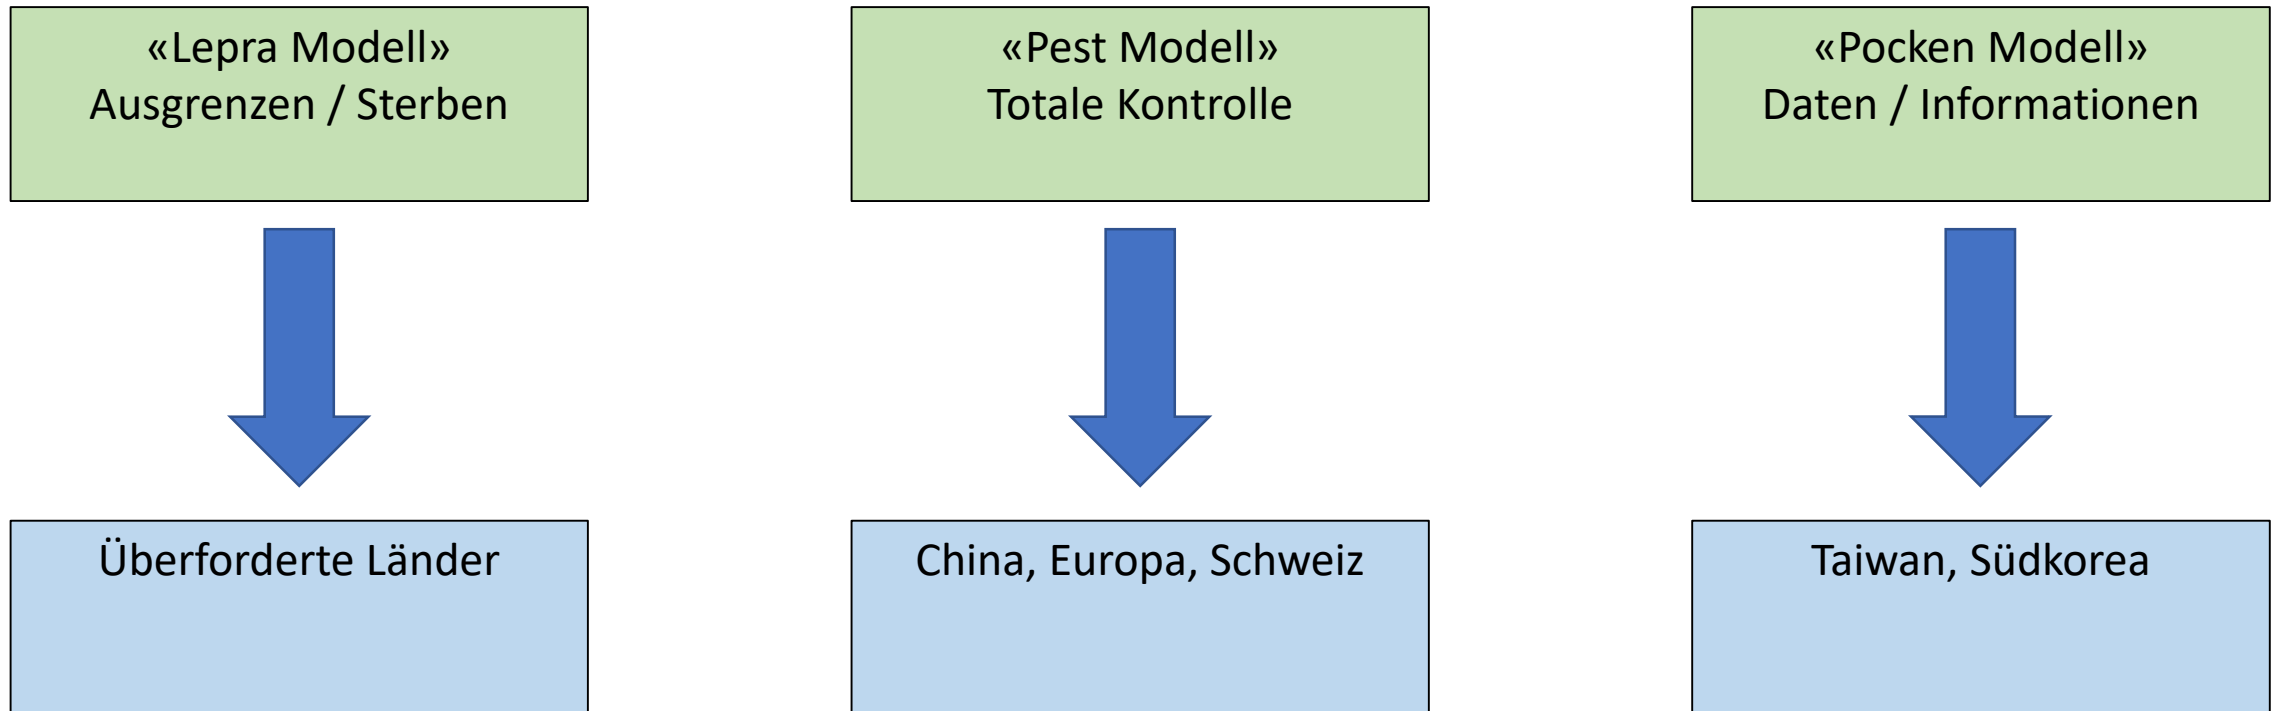 «Lepra Modell»
Ausgrenzen / Sterben
«Pest Modell»
Totale Kontrolle
«Pocken Modell»
Daten / Informationen
Überforderte Länder
China, Europa, Schweiz
Taiwan, Südkorea